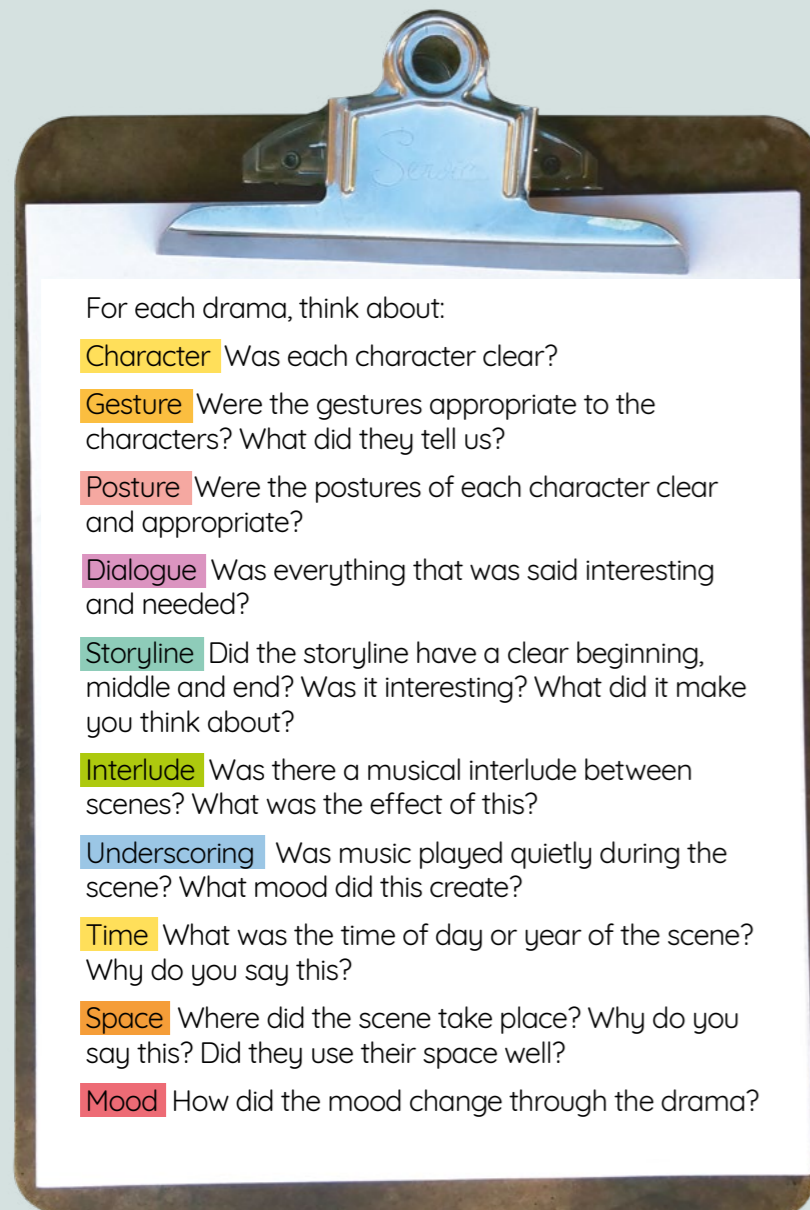 For each drama, think about:
Character Was each character clear?
Gesture Were the gestures appropriate to the
characters? What did they tell us?
Posture Were the postures of each character clear
and appropriate?
Dialogue Was everything that was said interesting
and needed?
Storyline Did the storyline have a clear beginning,
middle and end? Was it interesting? What did it make
you think about?
Interlude Was there a musical interlude between
scenes? What was the effect of this?
Underscoring Was music played quietly during the
scene? What mood did this create?
Time What was the time of day or year of the scene?
Why do you say this?
Space Where did the scene take place? Why do you
say this? Did they use their space well?
Mood How did the mood change through the drama?